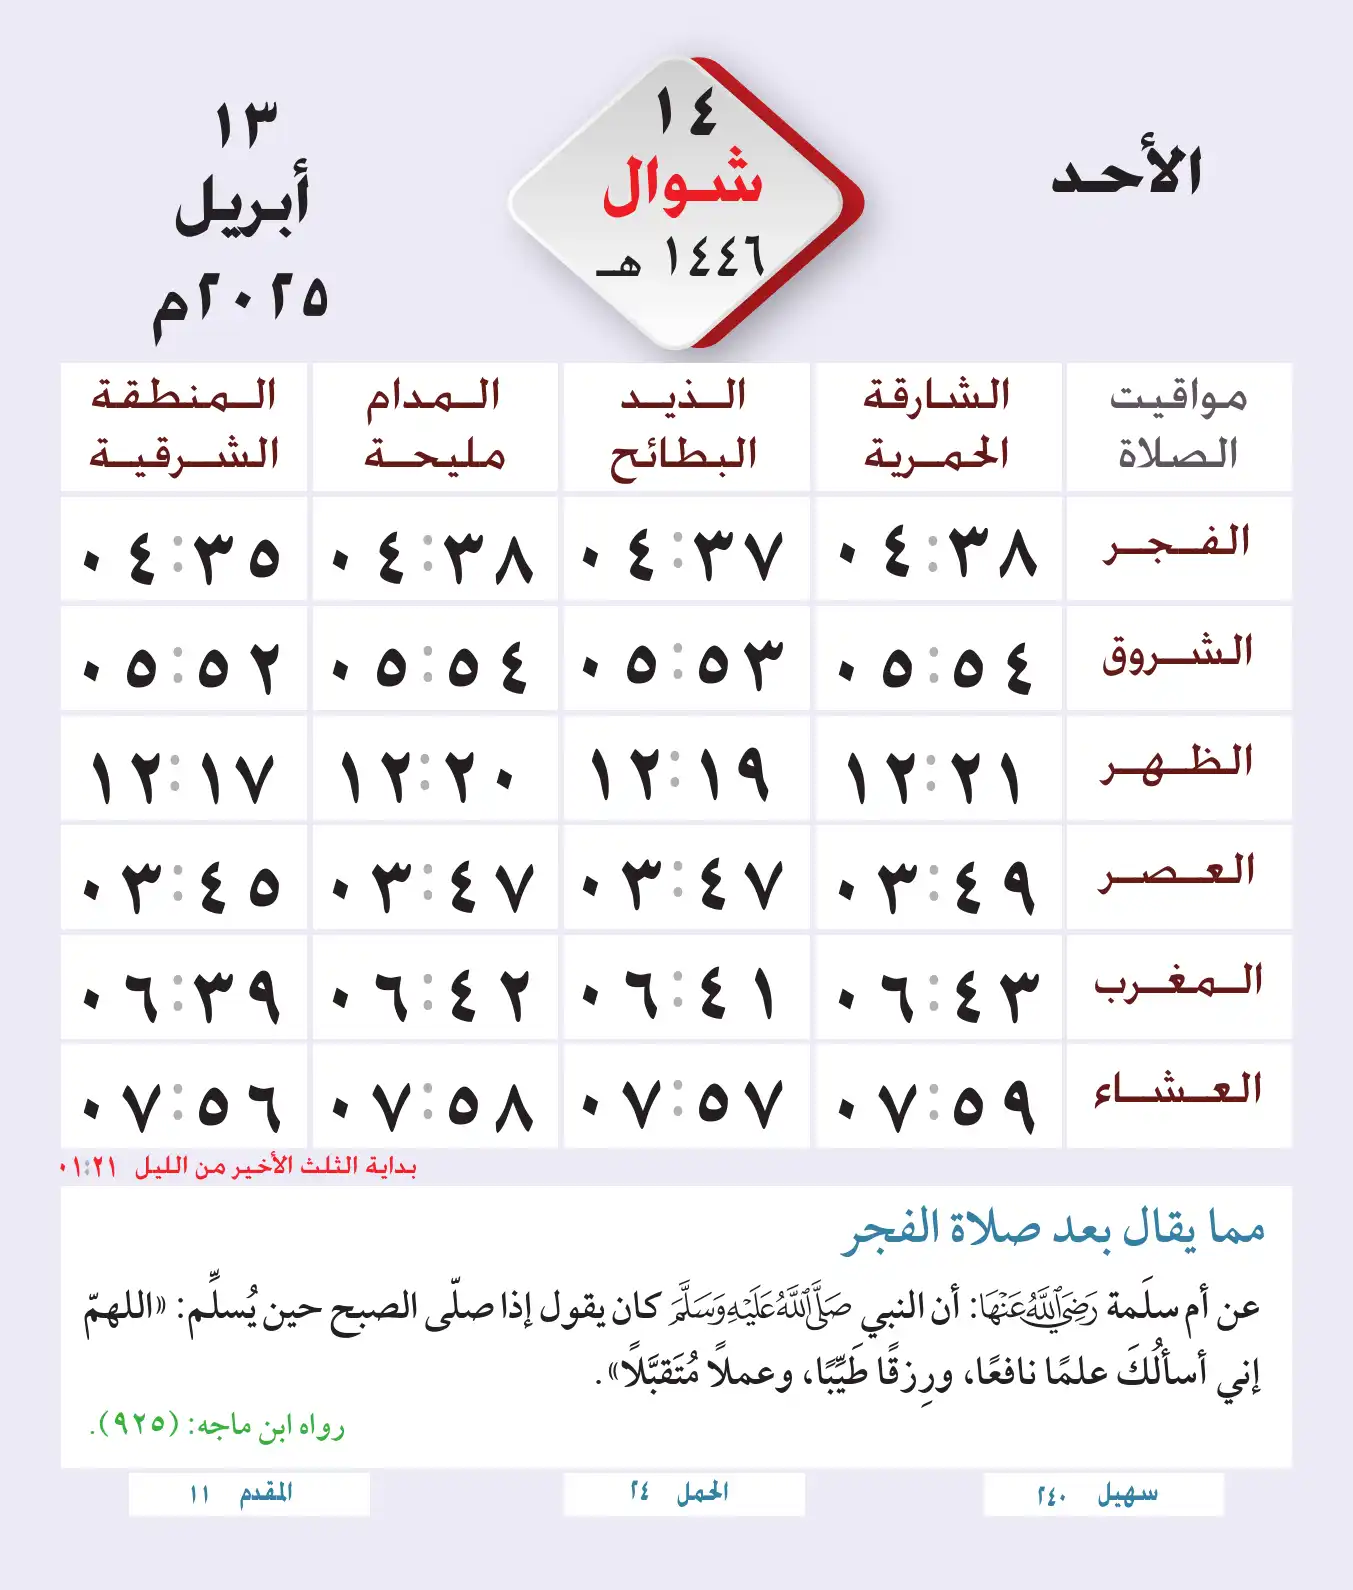 الأحد
١٤
شوال
١٤٤٦ هـ
١٣
أبريل
٢٠٢٥م
مواقيت الصلاة | الشارقة الحمرية | الذيد البطائح | المدام مليحة | المنطقة الشرقية
الفجر ٠٤:٣٨ ٠٤:٣٧ ٠٤:٣٨ ٠٤:٣٥
الشروق ٠٥:٥٤ ٠٥:٥٣ ٠٥:٥٤ ٠٥:٥٢
الظهر ١٢:٢١ ١٢:١٩ ١٢:٢٠ ١٢:١٧
العصر ٠٣:٤٩ ٠٣:٤٧ ٠٣:٤٧ ٠٣:٤٥
المغرب ٠٦:٤٣ ٠٦:٤١ ٠٦:٤٢ ٠٦:٣٩
العشاء ٠٧:٥٩ ٠٧:٥٧ ٠٧:٥٨ ٠٧:٥٦
بداية الثلث الأخير من الليل ٠١:٢١
مما يقال بعد صلاة الفجر
عن أم سلَمة رَضِيَ اللَّهُ عَنْهَا: أن النبي صَلَّى اللَّهُ عَلَيْهِ وَسَلَّمَ كان يقول إذا صلّى الصبح حين يُسلِّم: «اللهمّ
إني أسألُكَ علمًا نافعًا، ورِزقًا طَيِّبًا، وعملًا مُتَقبَّلًا».
رواه ابن ماجه: (٩٢٥).
سهيل ٢٤٠ الحمل ٢٤ المقدم ١١